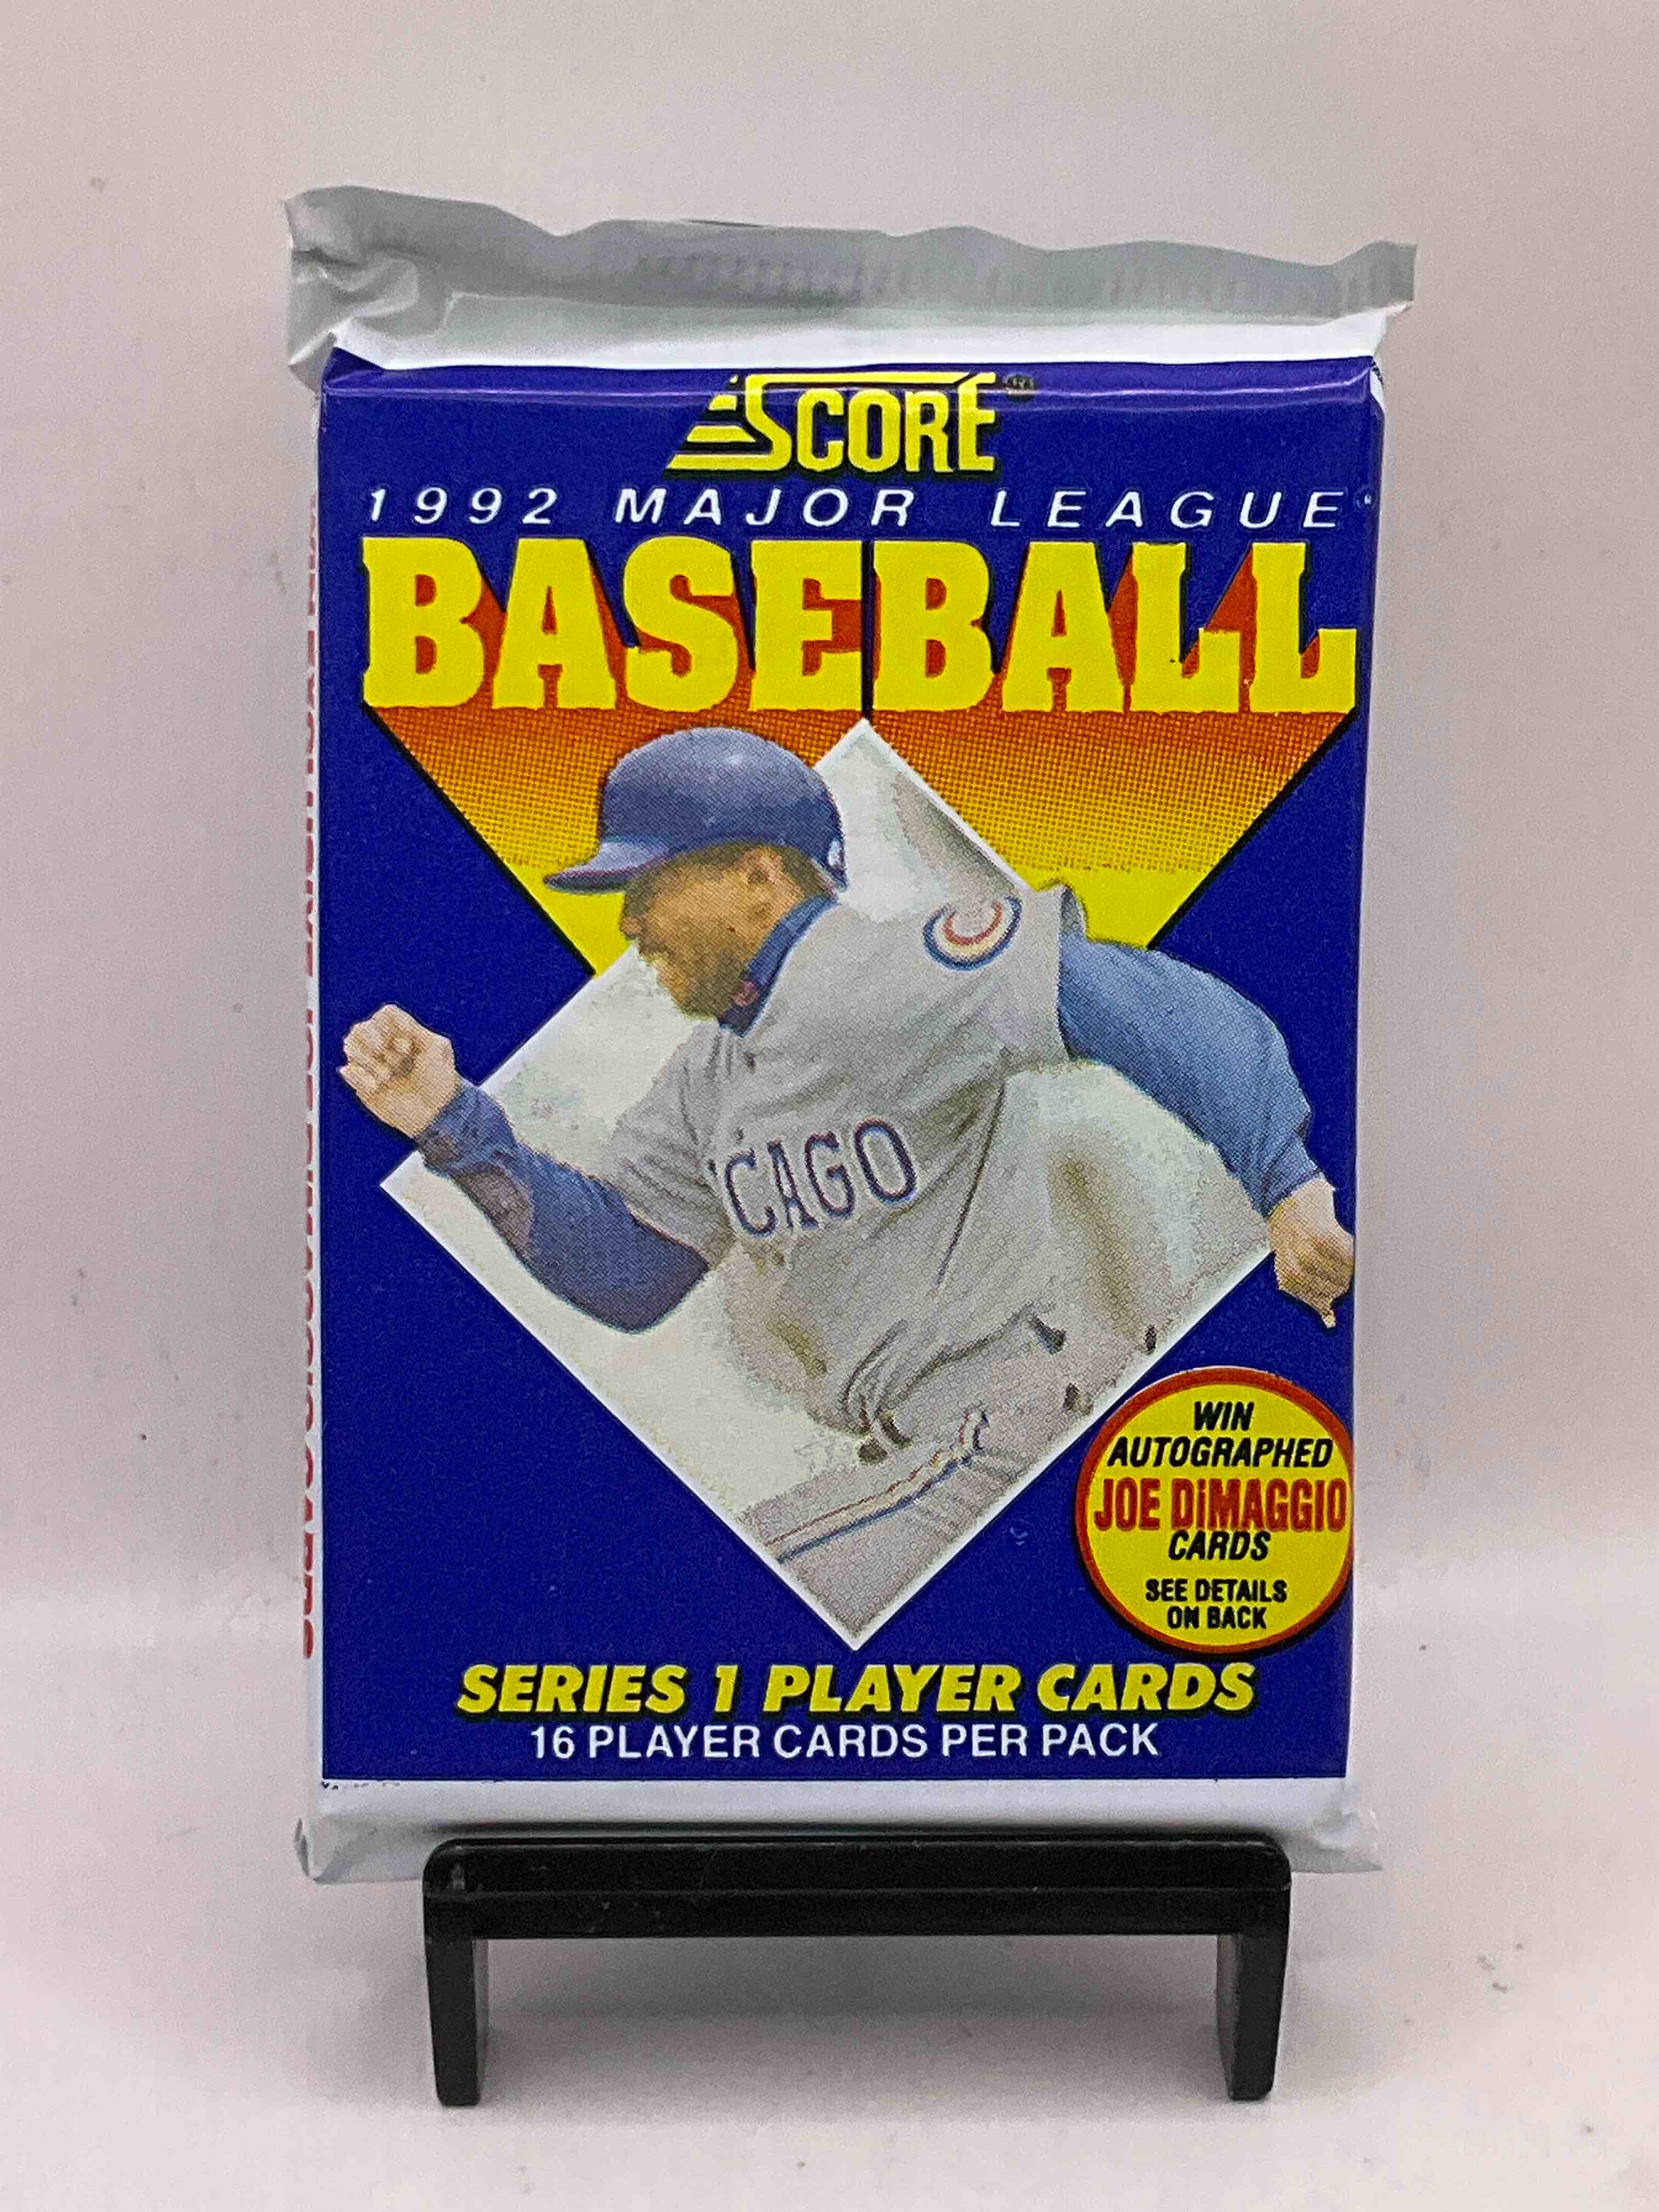 SCORE
1992 MAJOR LEAGUE
BASEBALL
CAGO
WIN
AUTOGRAPHED
JOE DiMAGGIO
CARDS
SEE DETAILS
ON BACK
SERIES 1 PLAYER CARDS
16 PLAYER CARDS PER PACK